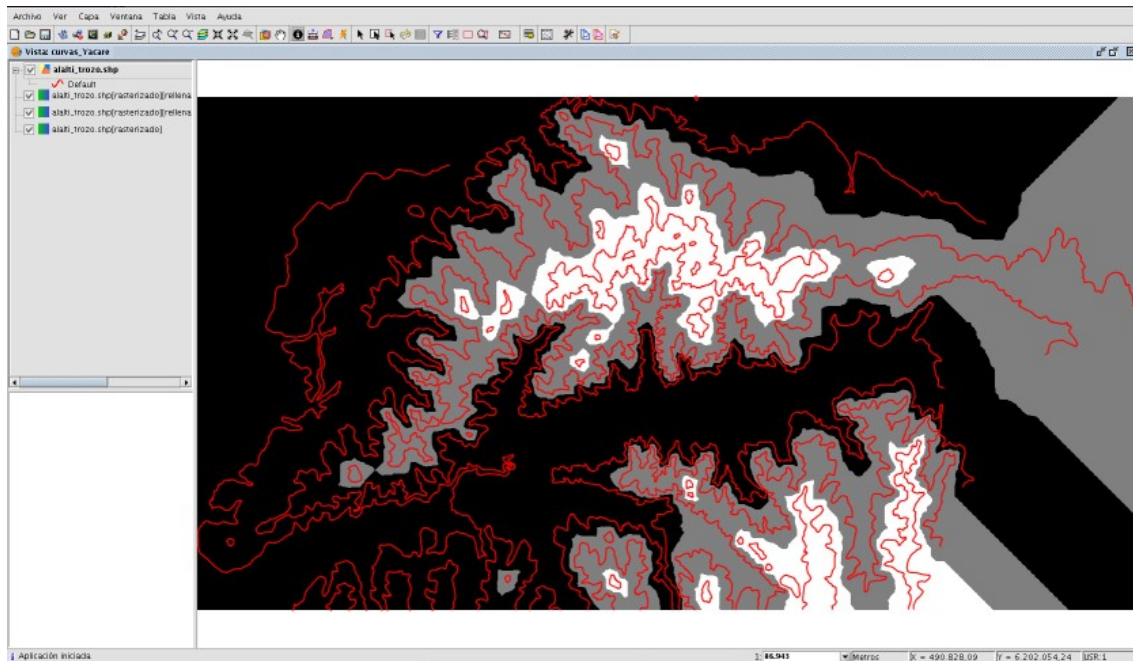 Archivo Ver Capa Ventana Tabla Vista Ayuda
Vista: curvas_Yacare
alalti_trozo.shp
Default
alalti_trozo.shp[rasterizado][rellena
alalti_trozo.shp[rasterizado][rellena
alalti_trozo.shp[rasterizado]
Aplicación iniciada. 1: 86.943 Metros X = 490.828,09 Y = 6.202.054,24 USR:1